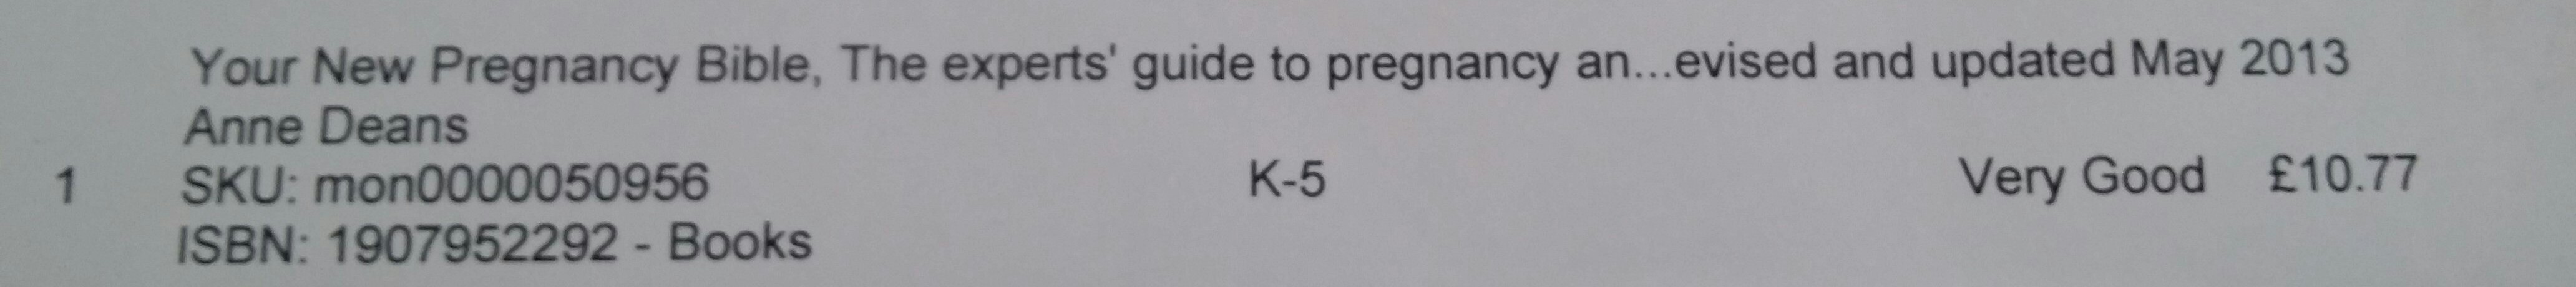 Your New Pregnancy Bible, The experts' guide to pregnancy an...evised and updated May 2013
Anne Deans
1 SKU: mon0000050956 K-5 Very Good £10.77
ISBN: 1907952292 - Books